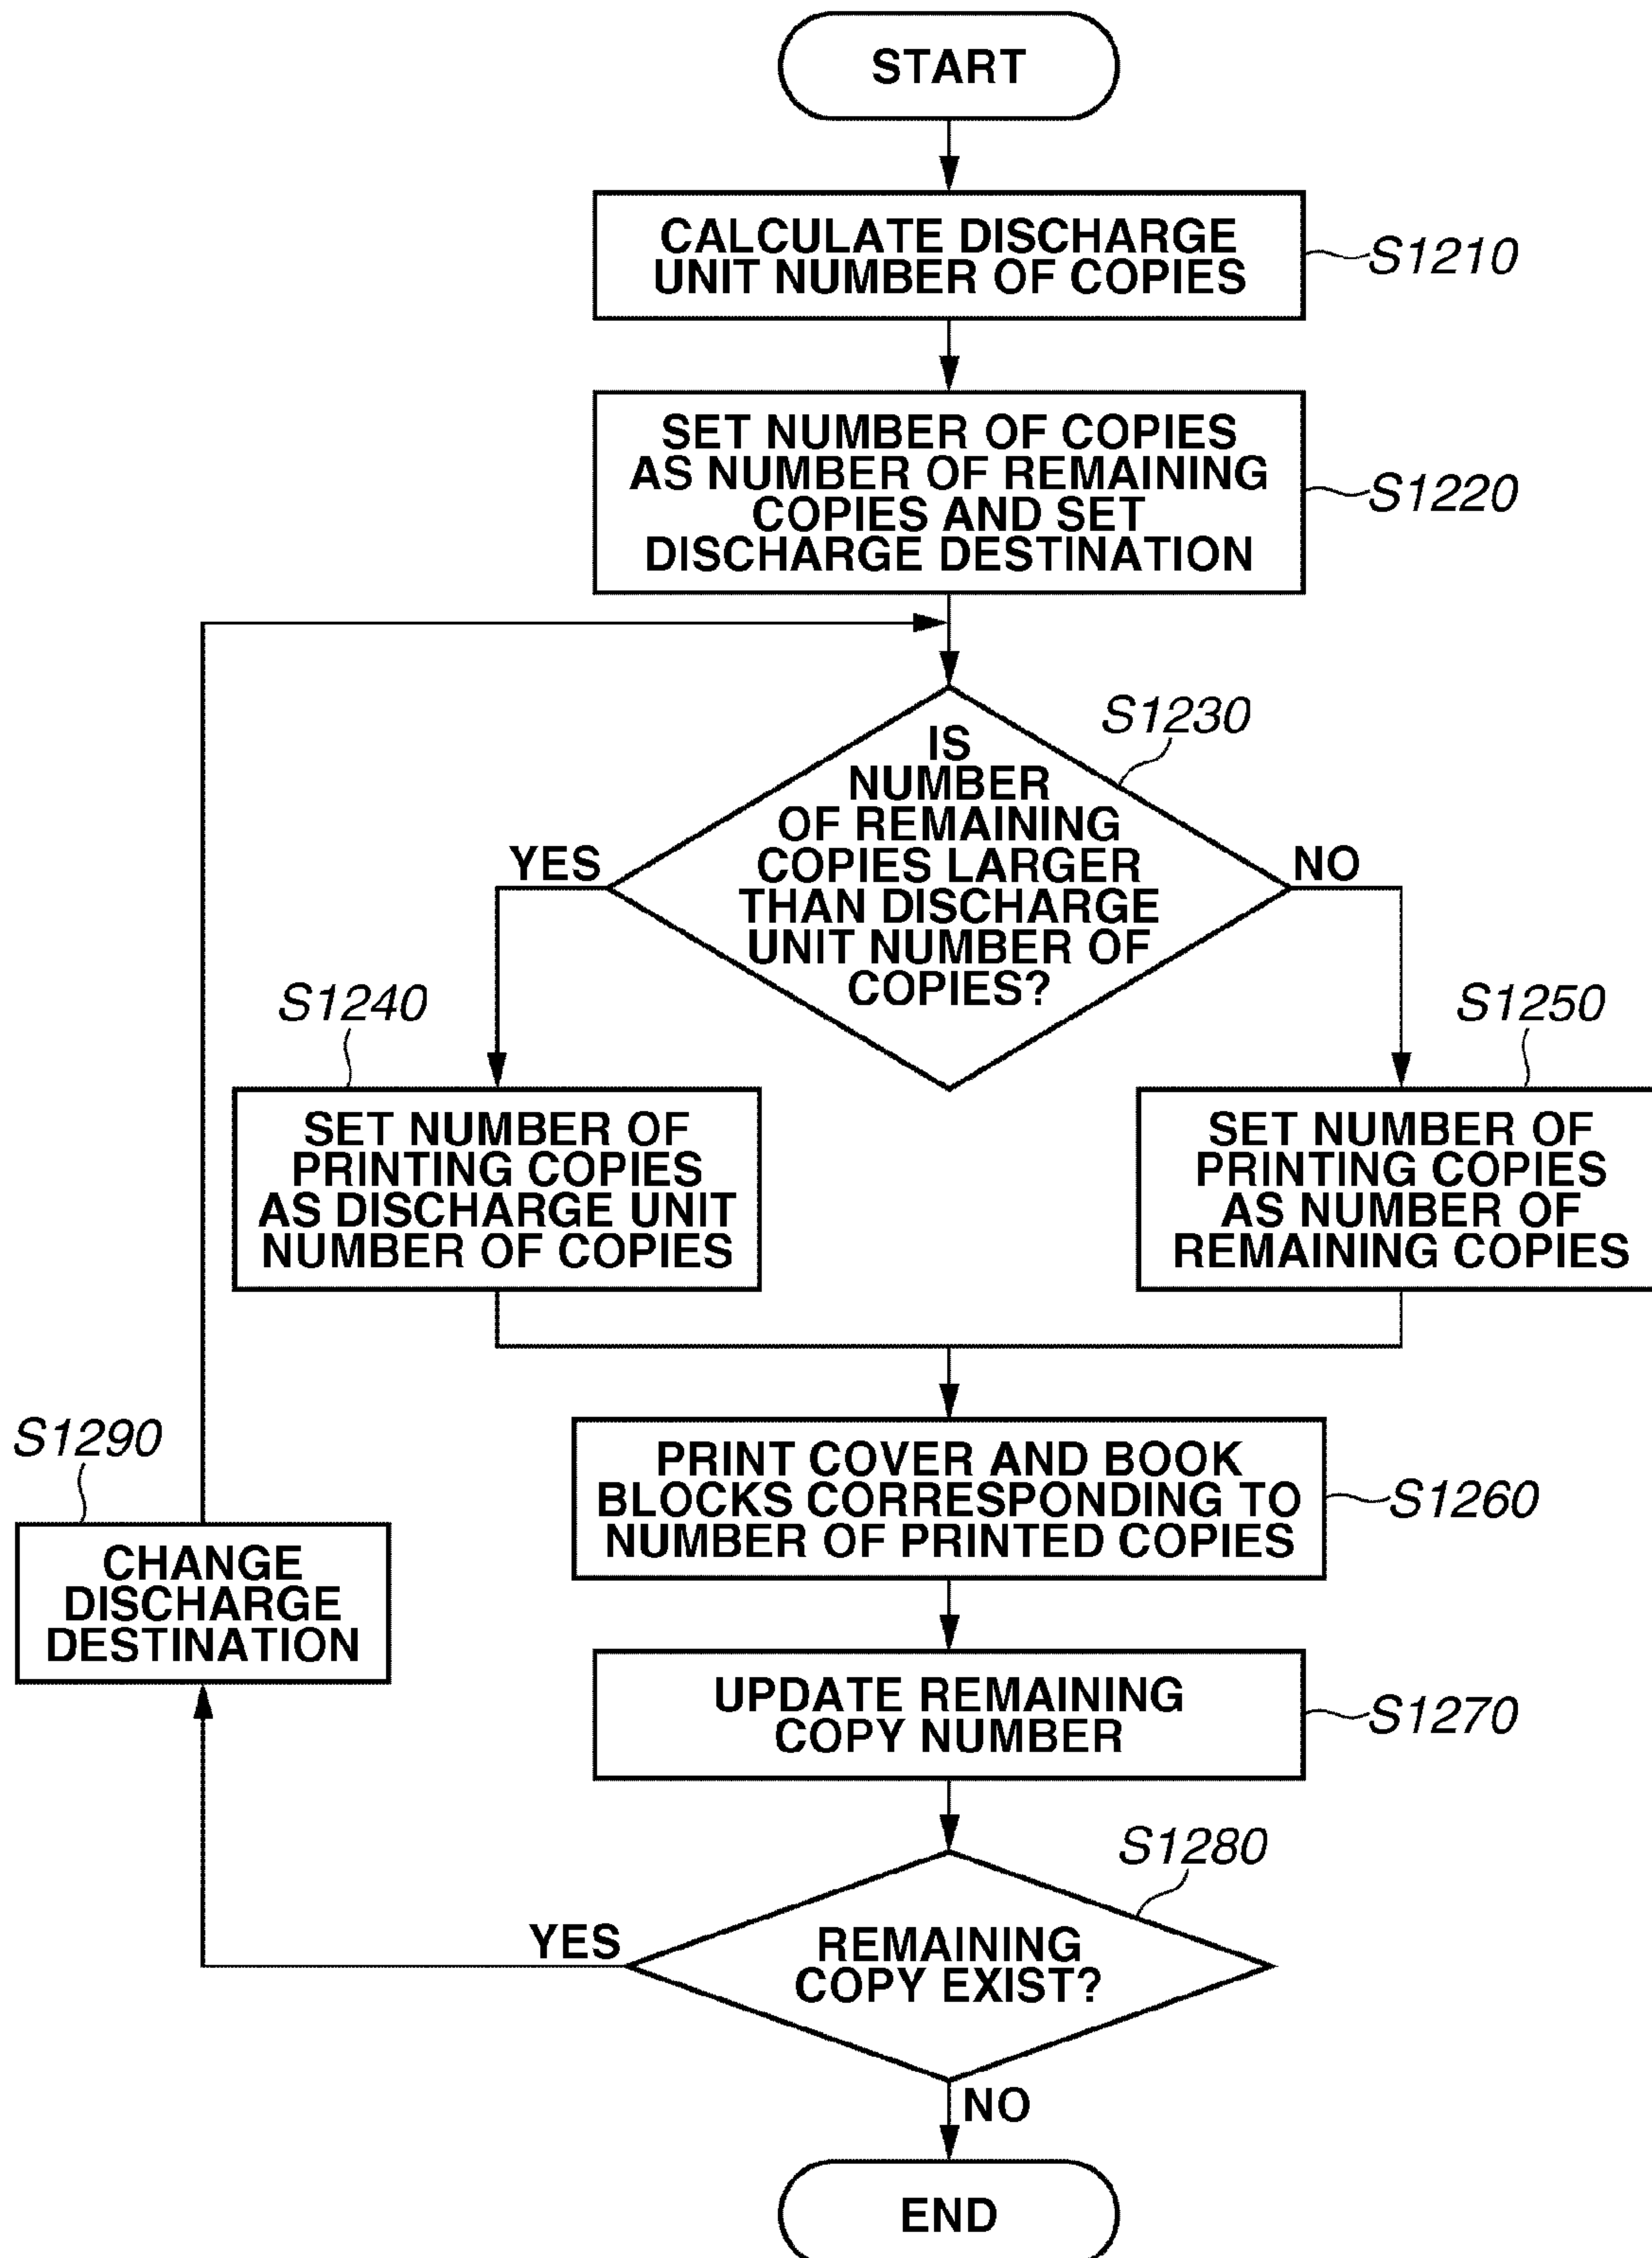 START
CALCULATE DISCHARGE
UNIT NUMBER OF COPIES
S1210
SET NUMBER OF COPIES
AS NUMBER OF REMAINING
COPIES AND SET
DISCHARGE DESTINATION
S1220
S1230
IS
NUMBER
OF REMAINING
COPIES LARGER
THAN DISCHARGE
UNIT NUMBER OF
COPIES?
YES
NO
S1240
SET NUMBER OF
PRINTING COPIES
AS DISCHARGE UNIT
NUMBER OF COPIES
S1250
SET NUMBER OF
PRINTING COPIES
AS NUMBER OF
REMAINING COPIES
PRINT COVER AND BOOK
BLOCKS CORRESPONDING TO
NUMBER OF PRINTED COPIES
S1260
S1290
CHANGE
DISCHARGE
DESTINATION
UPDATE REMAINING
COPY NUMBER
S1270
S1280
REMAINING
COPY EXIST?
YES
NO
END